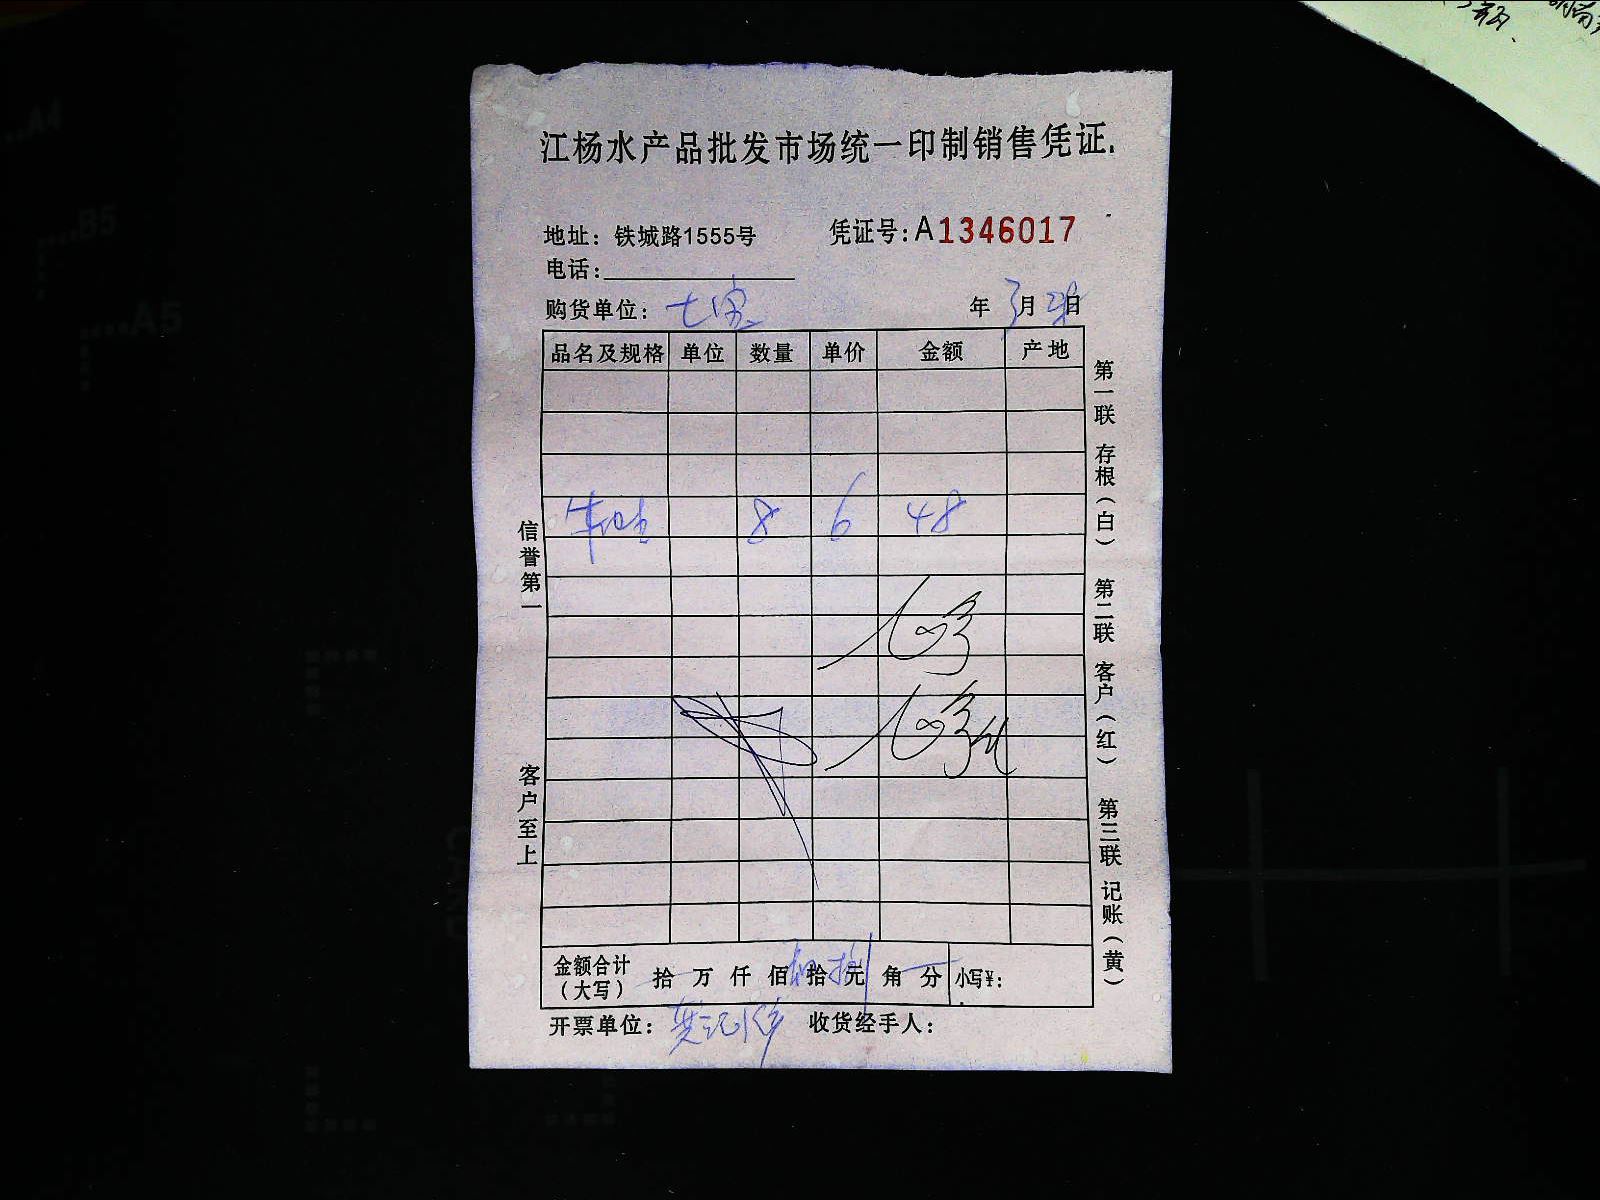 江杨水产品批发市场统一印制销售凭证.
地址：铁城路1555号 凭证号：A1346017
电话：
购货单位：七宝 年 3月 日
品名及规格 单位 数量 单价 金额 产地
8 6 48
金额合计（大写） 拾 万 仟 佰 肆拾捌元 角 分 小写¥：
开票单位： 收货经手人：
信誉第一
客户至上
第一联 存根（白） 第二联 客户（红） 第三联 记账（黄）